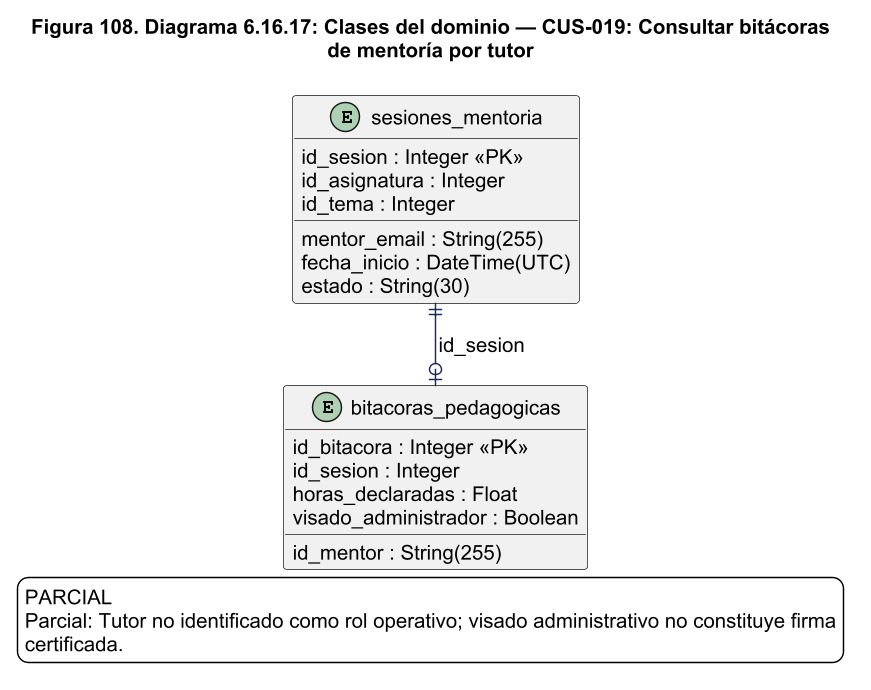 Figura 108. Diagrama 6.16.17: Clases del dominio — CUS-019: Consultar bitácoras
de mentoría por tutor
E sesiones_mentoria
id_sesion : Integer «PK»
id_asignatura : Integer
id_tema : Integer
mentor_email : String(255)
fecha_inicio : DateTime(UTC)
estado : String(30)
id_sesion
E bitacoras_pedagogicas
id_bitacora : Integer «PK»
id_sesion : Integer
horas_declaradas : Float
visado_administrador : Boolean
id_mentor : String(255)
PARCIAL
Parcial: Tutor no identificado como rol operativo; visado administrativo no constituye firma
certificada.